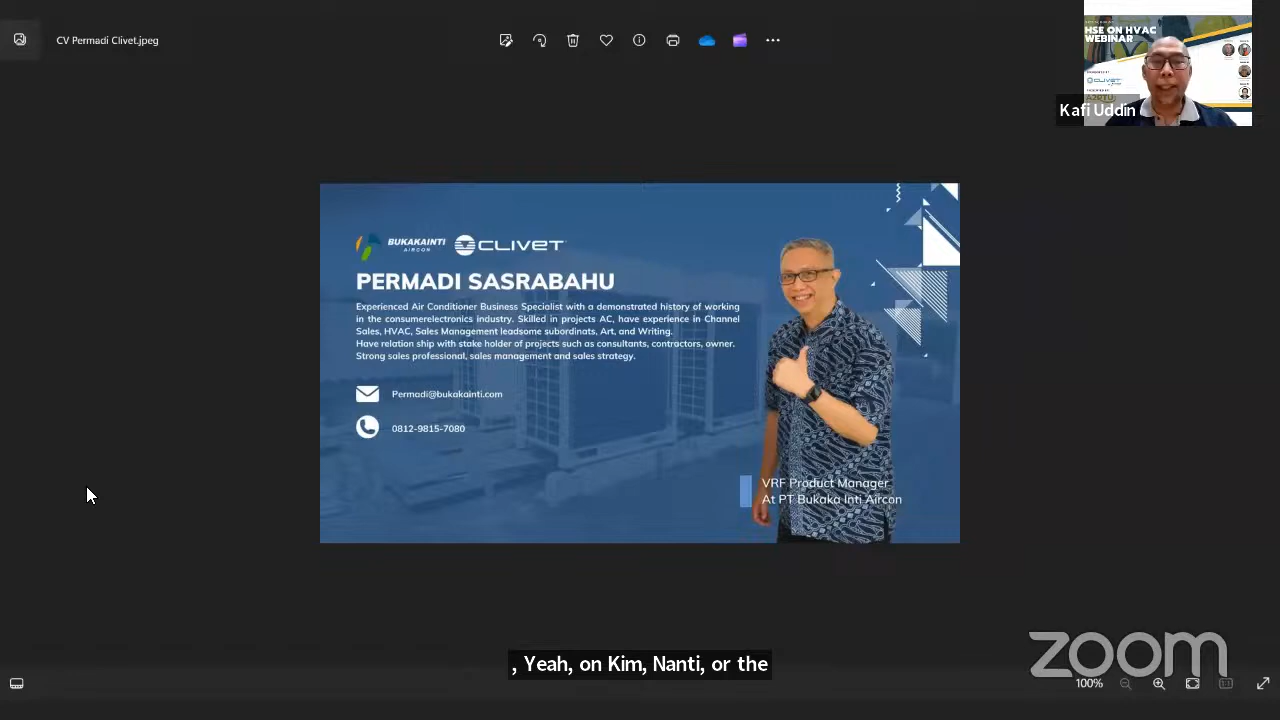 CV Permadi Clivet.jpeg
HSE ON HVAC
WEBINAR
CLIVET
Kafi Uddin
BUKAKAINTI
AIRCON
CLIVET
PERMADI SASRABAHU
Experienced Air Conditioner Business Specialist with a demonstrated history of working
in the consumerelectronics industry. Skilled in projects AC, have experience in Channel
Sales, HVAC, Sales Management leadsome subordinats, Art, and Writing.
Have relation ship with stake holder of projects such as consultants, contractors, owner.
Strong sales professional, sales management and sales strategy.
Permadi@bukakainti.com
0812-9815-7080
VRF Product Manager
At PT Bukaka Inti Aircon
, Yeah, on Kim, Nanti, or the
zoom
100%